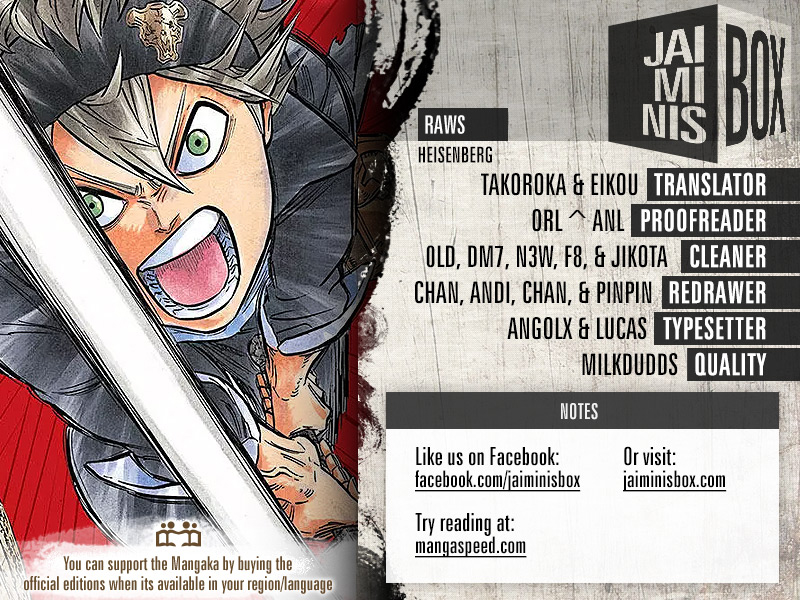 JAI
MI
NIS
BOX
RAWS
HEISENBERG
TAKOROKA & EIKOU TRANSLATOR
ORL ^ ANL PROOFREADER
OLD, DM7, N3W, F8, & JIKOTA CLEANER
CHAN, ANDI, CHAN, & PINPIN REDRAWER
ANGOLX & LUCAS TYPESETTER
MILKDUDDS QUALITY
NOTES
Like us on Facebook:
facebook.com/jaiminisbox
Or visit:
jaiminisbox.com
Try reading at:
mangaspeed.com
You can support the Mangaka by buying the
official editions when its available in your region/language